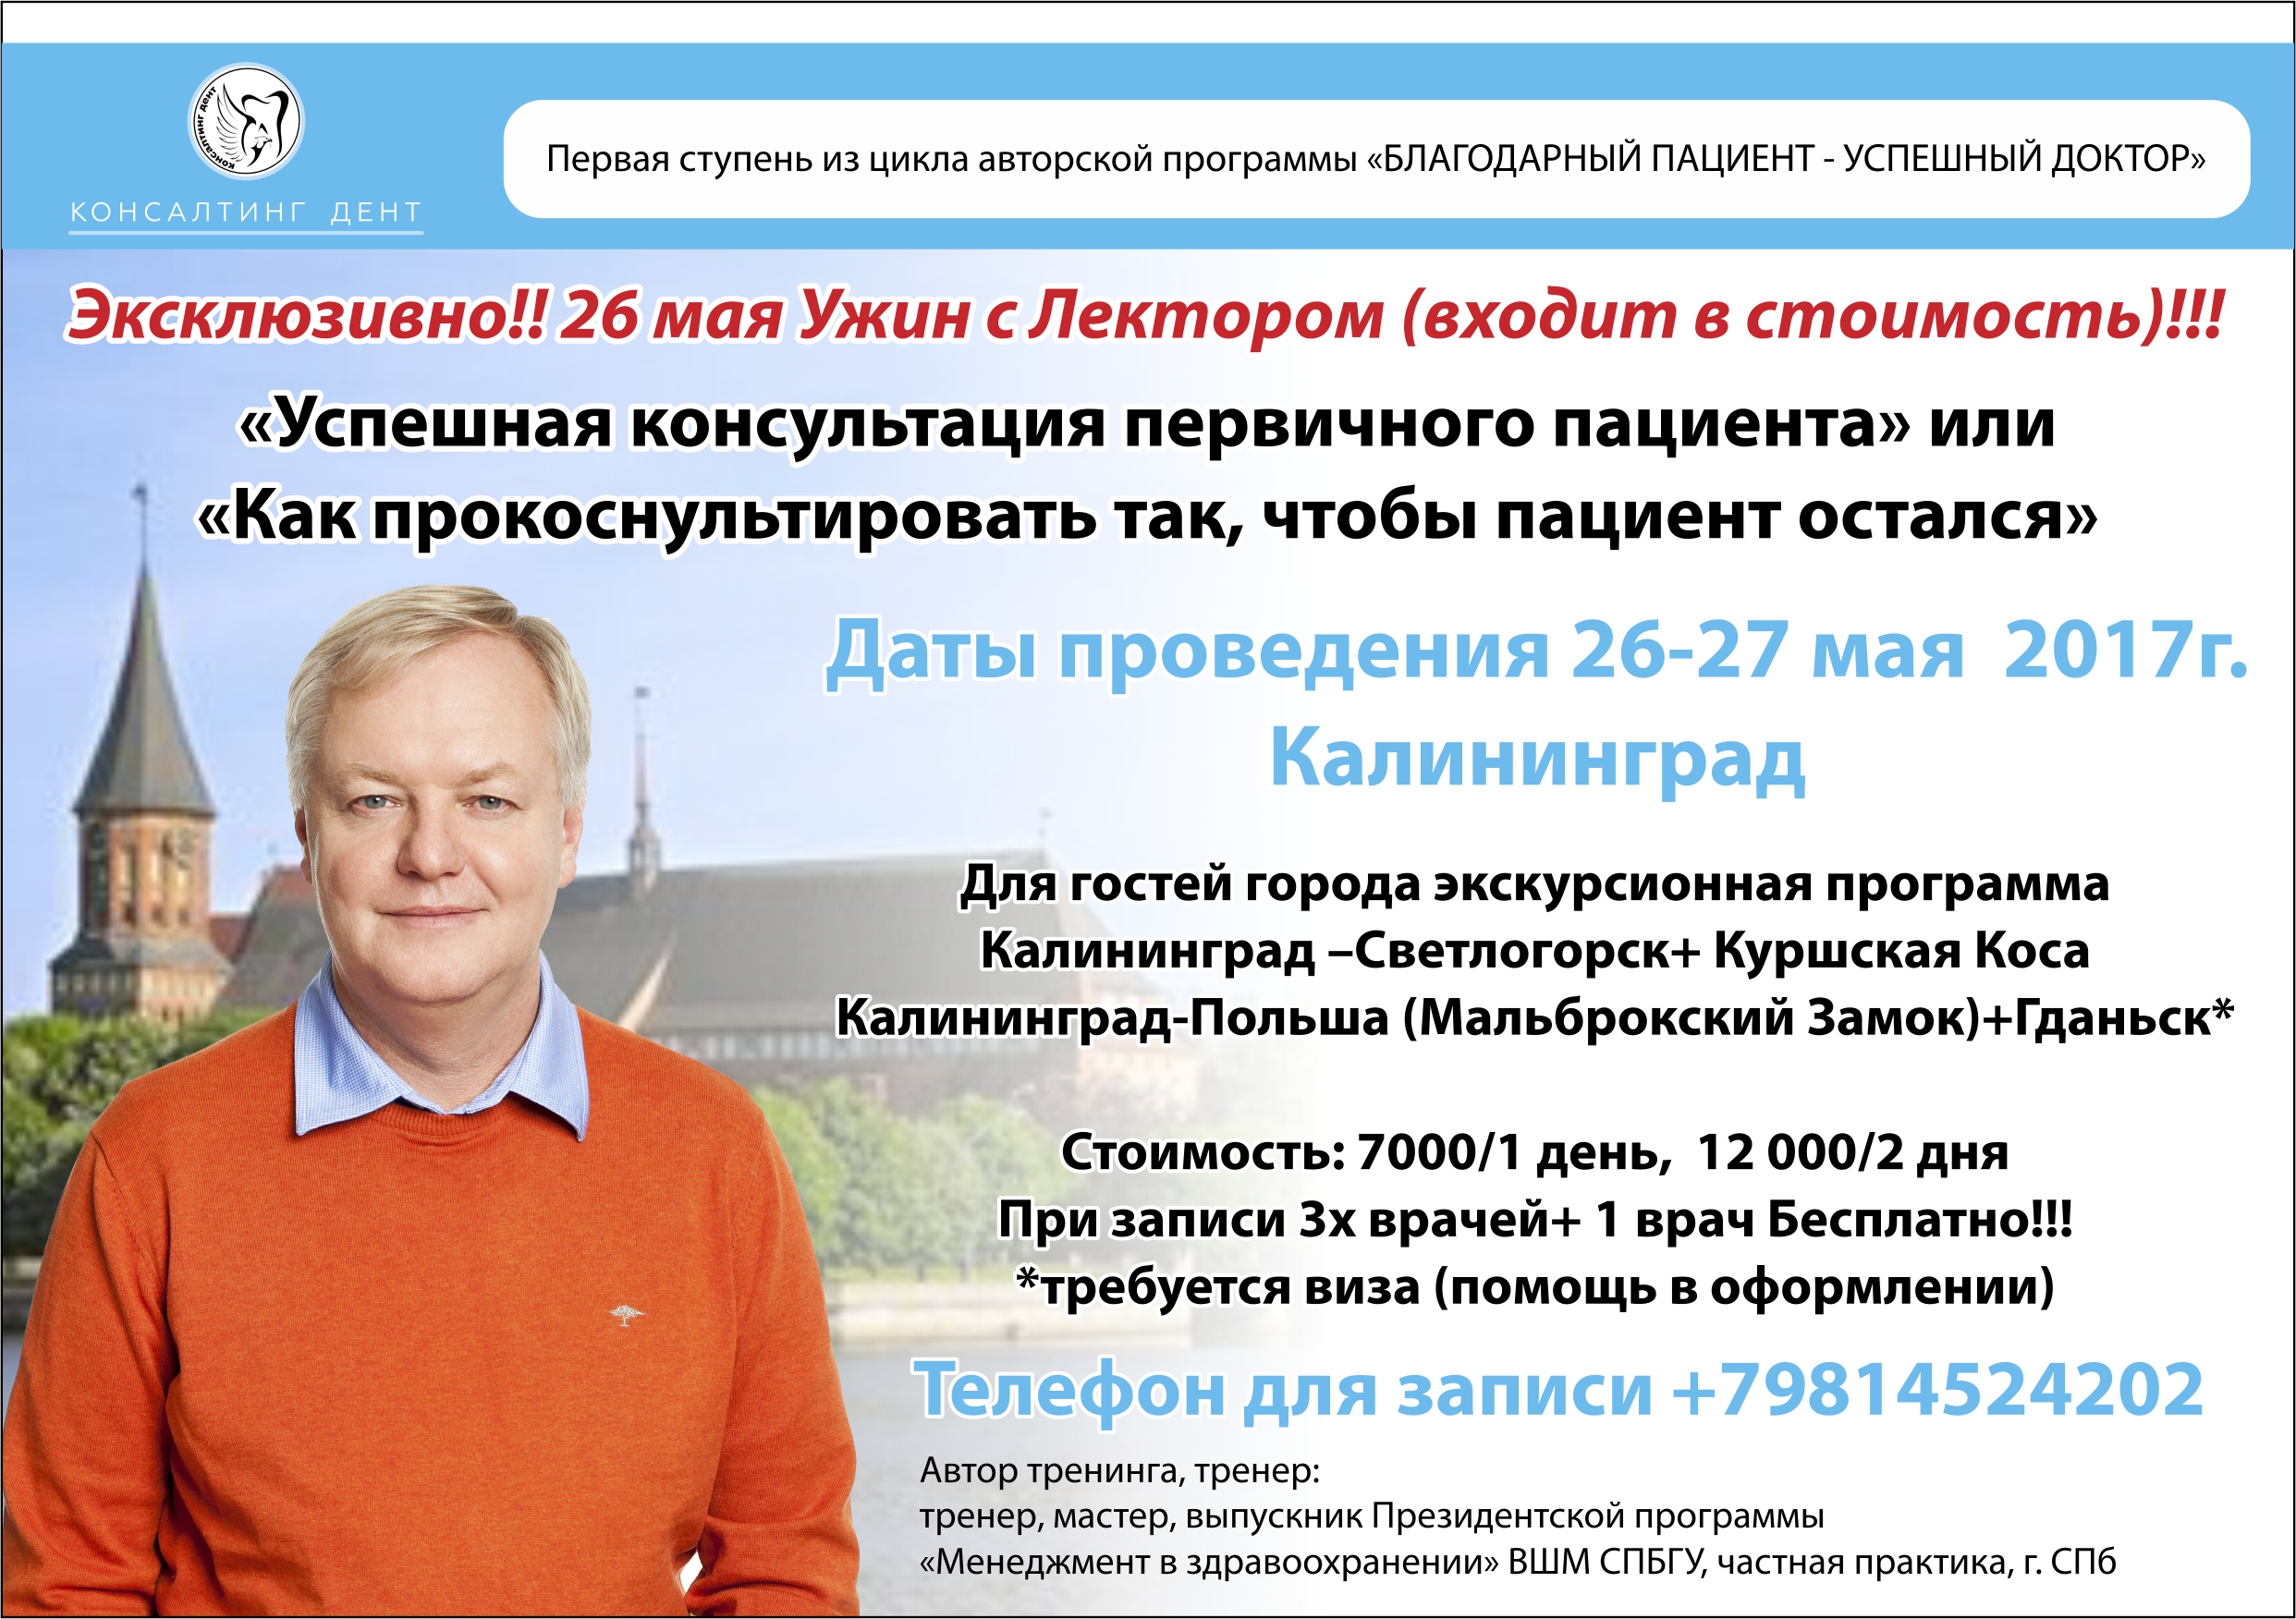 консалтинг дент
КОНСАЛТИНГ ДЕНТ
Первая ступень из цикла авторской программы «БЛАГОДАРНЫЙ ПАЦИЕНТ - УСПЕШНЫЙ ДОКТОР»
Эксклюзивно!! 26 мая Ужин с Лектором (входит в стоимость)!!!
«Успешная консультация первичного пациента» или
«Как прокоснультировать так, чтобы пациент остался»
Даты проведения 26-27 мая 2017г.
Калининград
Для гостей города экскурсионная программа
Калининград –Светлогорск+ Куршская Коса
Калининград-Польша (Мальброкский Замок)+Гданьск*
Стоимость: 7000/1 день, 12 000/2 дня
При записи 3х врачей+ 1 врач Бесплатно!!!
*требуется виза (помощь в оформлении)
Телефон для записи +79814524202
Автор тренинга, тренер:
тренер, мастер, выпускник Президентской программы
«Менеджмент в здравоохранении» ВШМ СПБГУ, частная практика, г. СПб